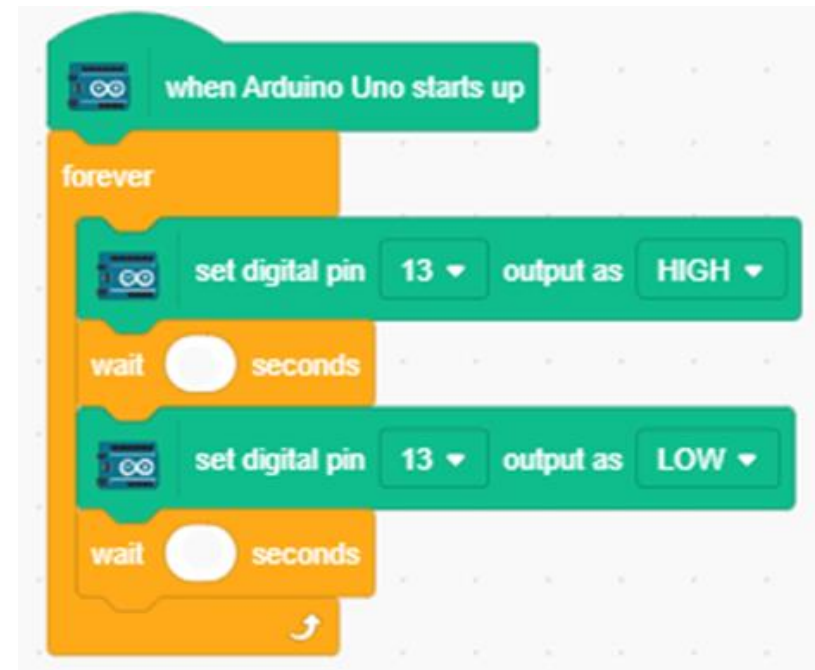 when Arduino Uno starts up
forever
set digital pin 13 output as HIGH
wait seconds
set digital pin 13 output as LOW
wait seconds